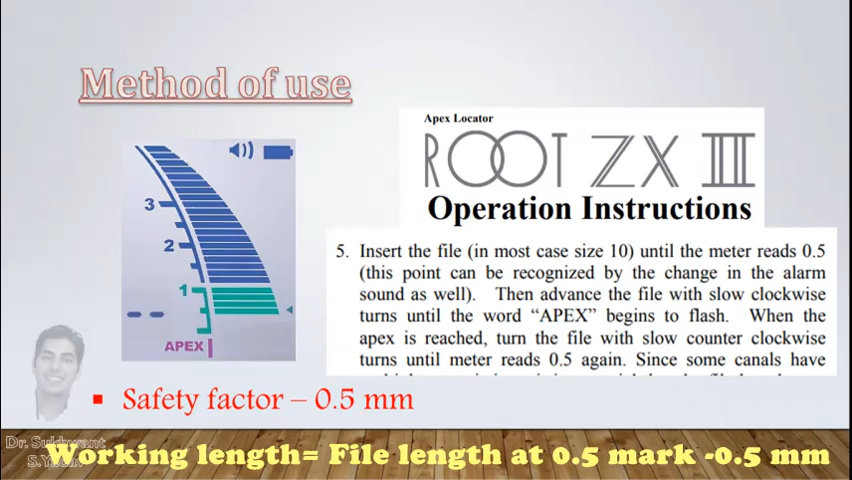 Method of use
3
2
1
APEX
Apex Locator
ROOT ZX III
Operation Instructions
5. Insert the file (in most case size 10) until the meter reads 0.5
(this point can be recognized by the change in the alarm
sound as well). Then advance the file with slow clockwise
turns until the word “APEX” begins to flash. When the
apex is reached, turn the file with slow counter clockwise
turns until meter reads 0.5 again. Since some canals have
▪ Safety factor – 0.5 mm
Dr. Sukhwant
Working length= File length at 0.5 mark -0.5 mm